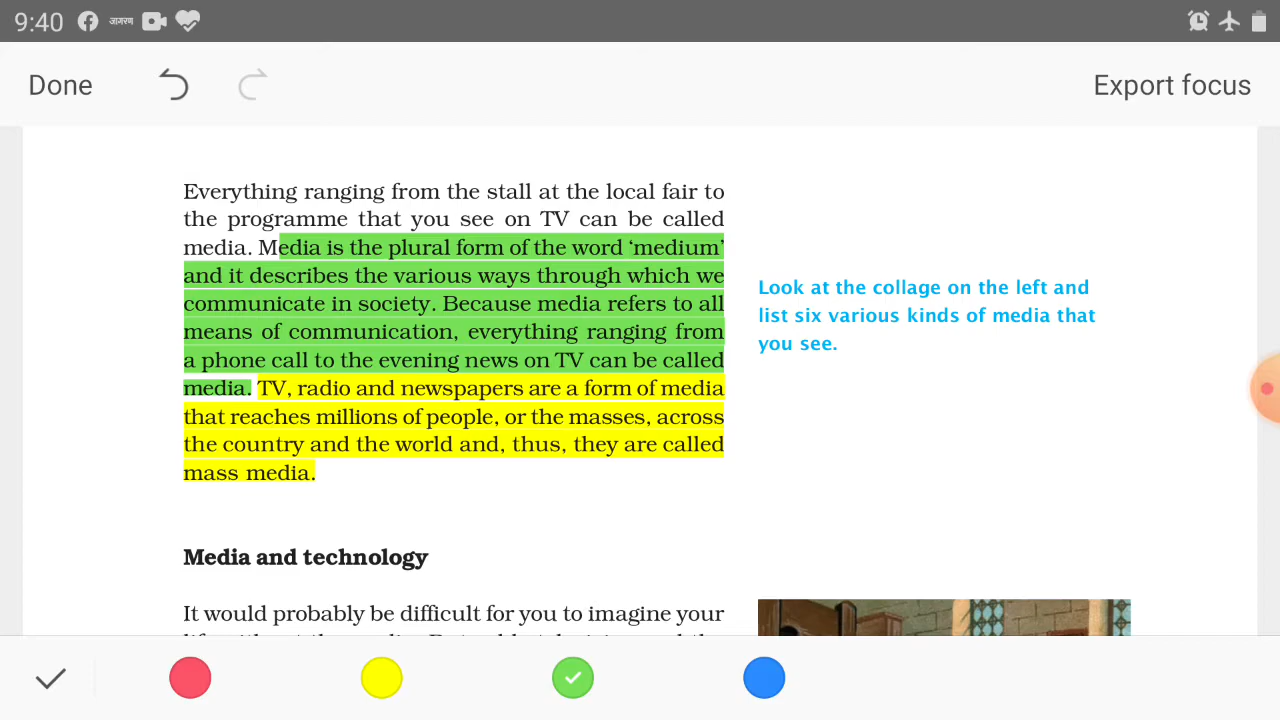 9:40
जागरण
Done
Export focus
Everything ranging from the stall at the local fair to
the programme that you see on TV can be called
media. Media is the plural form of the word ‘medium’
and it describes the various ways through which we
communicate in society. Because media refers to all
means of communication, everything ranging from
a phone call to the evening news on TV can be called
media. TV, radio and newspapers are a form of media
that reaches millions of people, or the masses, across
the country and the world and, thus, they are called
mass media.
Look at the collage on the left and
list six various kinds of media that
you see.
Media and technology
It would probably be difficult for you to imagine your